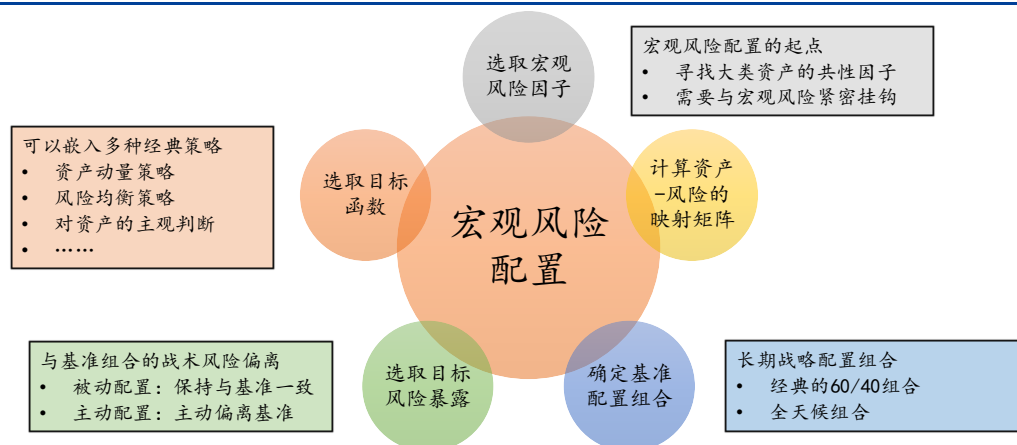 选取宏观
风险因子
宏观风险配置的起点
• 寻找大类资产的共性因子
• 需要与宏观风险紧密挂钩
可以嵌入多种经典策略
• 资产动量策略
• 风险均衡策略
• 对资产的主观判断
• ……
选取目标
函数
计算资产
-风险的
映射矩阵
宏观风险
配置
与基准组合的战术风险偏离
• 被动配置：保持与基准一致
• 主动配置：主动偏离基准
选取目标
风险暴露
确定基准
配置组合
长期战略配置组合
• 经典的60/40组合
• 全天候组合